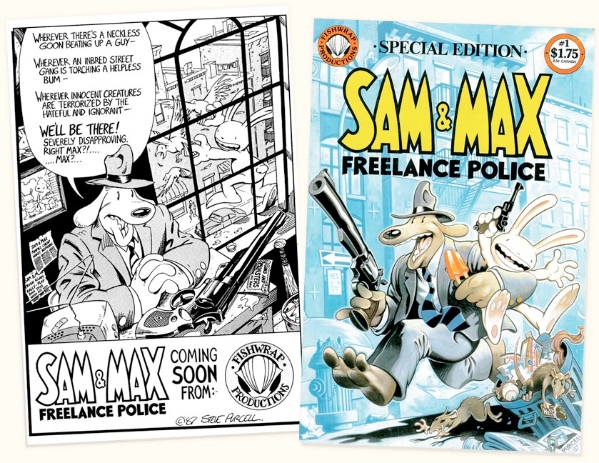 WHEREVER THERE'S A NECKLESS
GOON BEATING UP A GUY—
WHEREVER AN INBRED STREET
GANG IS TORCHING A HELPLESS
BUM—
WHEREVER INNOCENT CREATURES
ARE TERRORIZED BY THE
HATEFUL AND IGNORANT—
WE'LL BE THERE!
SEVERELY DISAPPROVING.
RIGHT MAX?!....
....MAX?...
SAM & MAX
FREELANCE POLICE
COMING
SOON
FROM:
FISHWRAP
PRODUCTIONS
©'87 STEVE PURCELL.
FISHWRAP
PRODUCTIONS
·SPECIAL EDITION·
#1
$1.75
SAM & MAX
FREELANCE POLICE